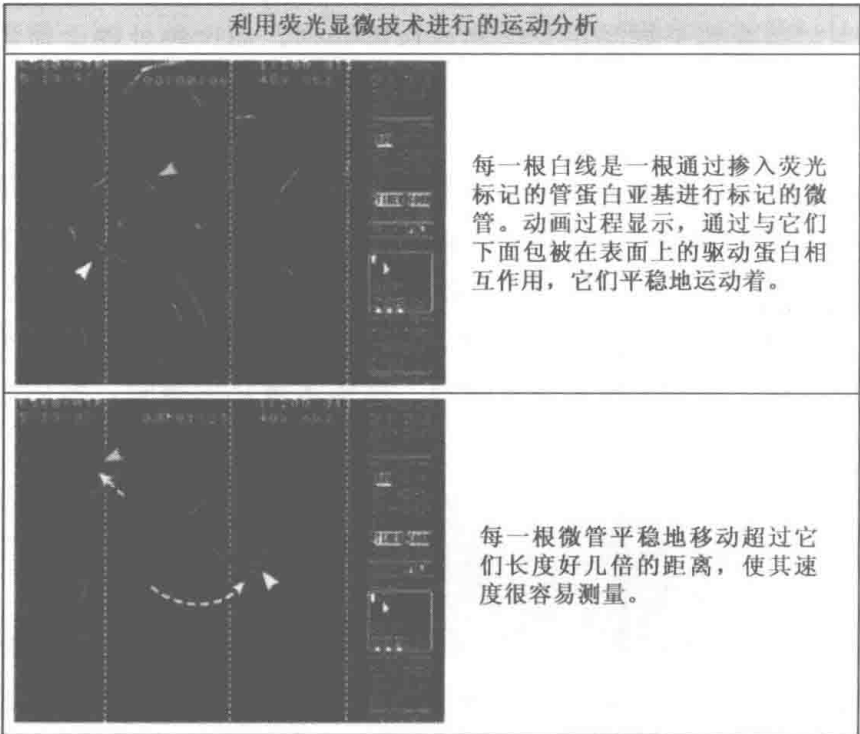 利用荧光显微技术进行的运动分析
每一根白线是一根通过掺入荧光
标记的管蛋白亚基进行标记的微
管。动画过程显示，通过与它们
下面包被在表面上的驱动蛋白相
互作用，它们平稳地运动着。
每一根微管平稳地移动超过它
们长度好几倍的距离，使其速
度很容易测量。